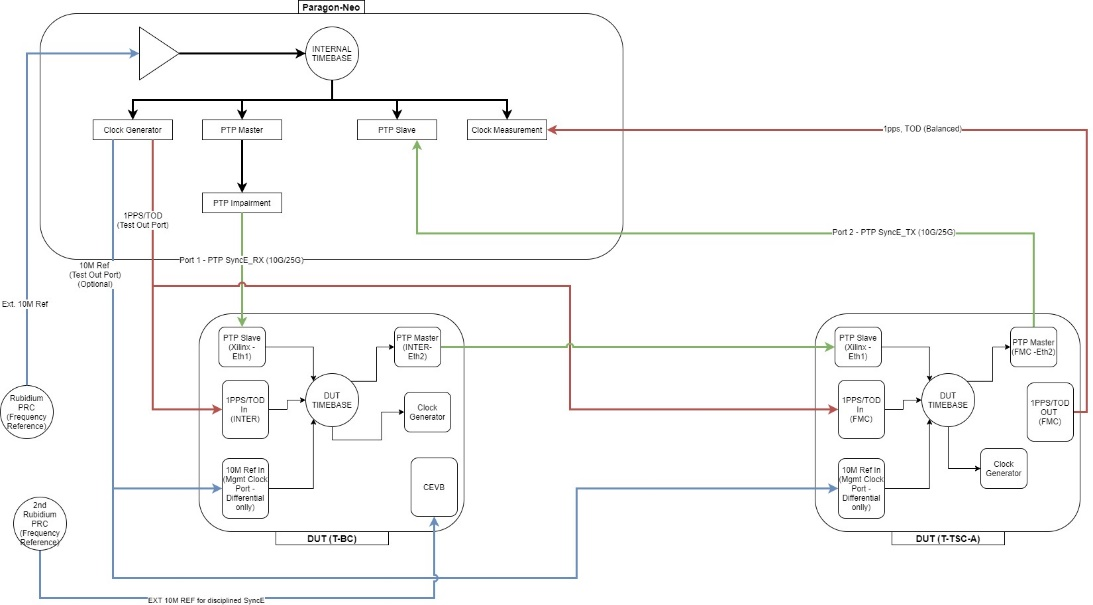 Paragon-Neo
INTERNAL
TIMEBASE
Clock Generator
PTP Master
PTP Slave
Clock Measurement
1pps, TOD (Balanced)
PTP Impairment
1PPS/TOD
(Test Out Port)
Port 2 - PTP SyncE_TX (10G/25G)
Port 1 - PTP SyncE_RX (10G/25G)
10M Ref
(Test Out Port)
(Optional)
Ext. 10M Ref
PTP Slave
(Xilinx -
Eth1)
PTP Master
(INTER-
Eth2)
1PPS/TOD
In
(INTER)
DUT
TIMEBASE
Clock
Generator
10M Ref In
(Mgmt Clock
Port -
Differential
onlly)
CEVB
DUT (T-BC)
PTP Slave
(Xilinx -
Eth1)
PTP Master
(FMC -Eth2)
1PPS/TOD
In
(FMC)
DUT
TIMEBASE
1PPS/TOD
OUT
(FMC)
Clock
Generator
10M Ref In
(Mgmt Clock
Port -
Differential
onlly)
DUT (T-TSC-A)
Rubidium
PRC
(Frequency
Reference)
2nd
Rubidium
PRC
(Frequency
Reference)
EXT 10M REF for disciplined SyncE